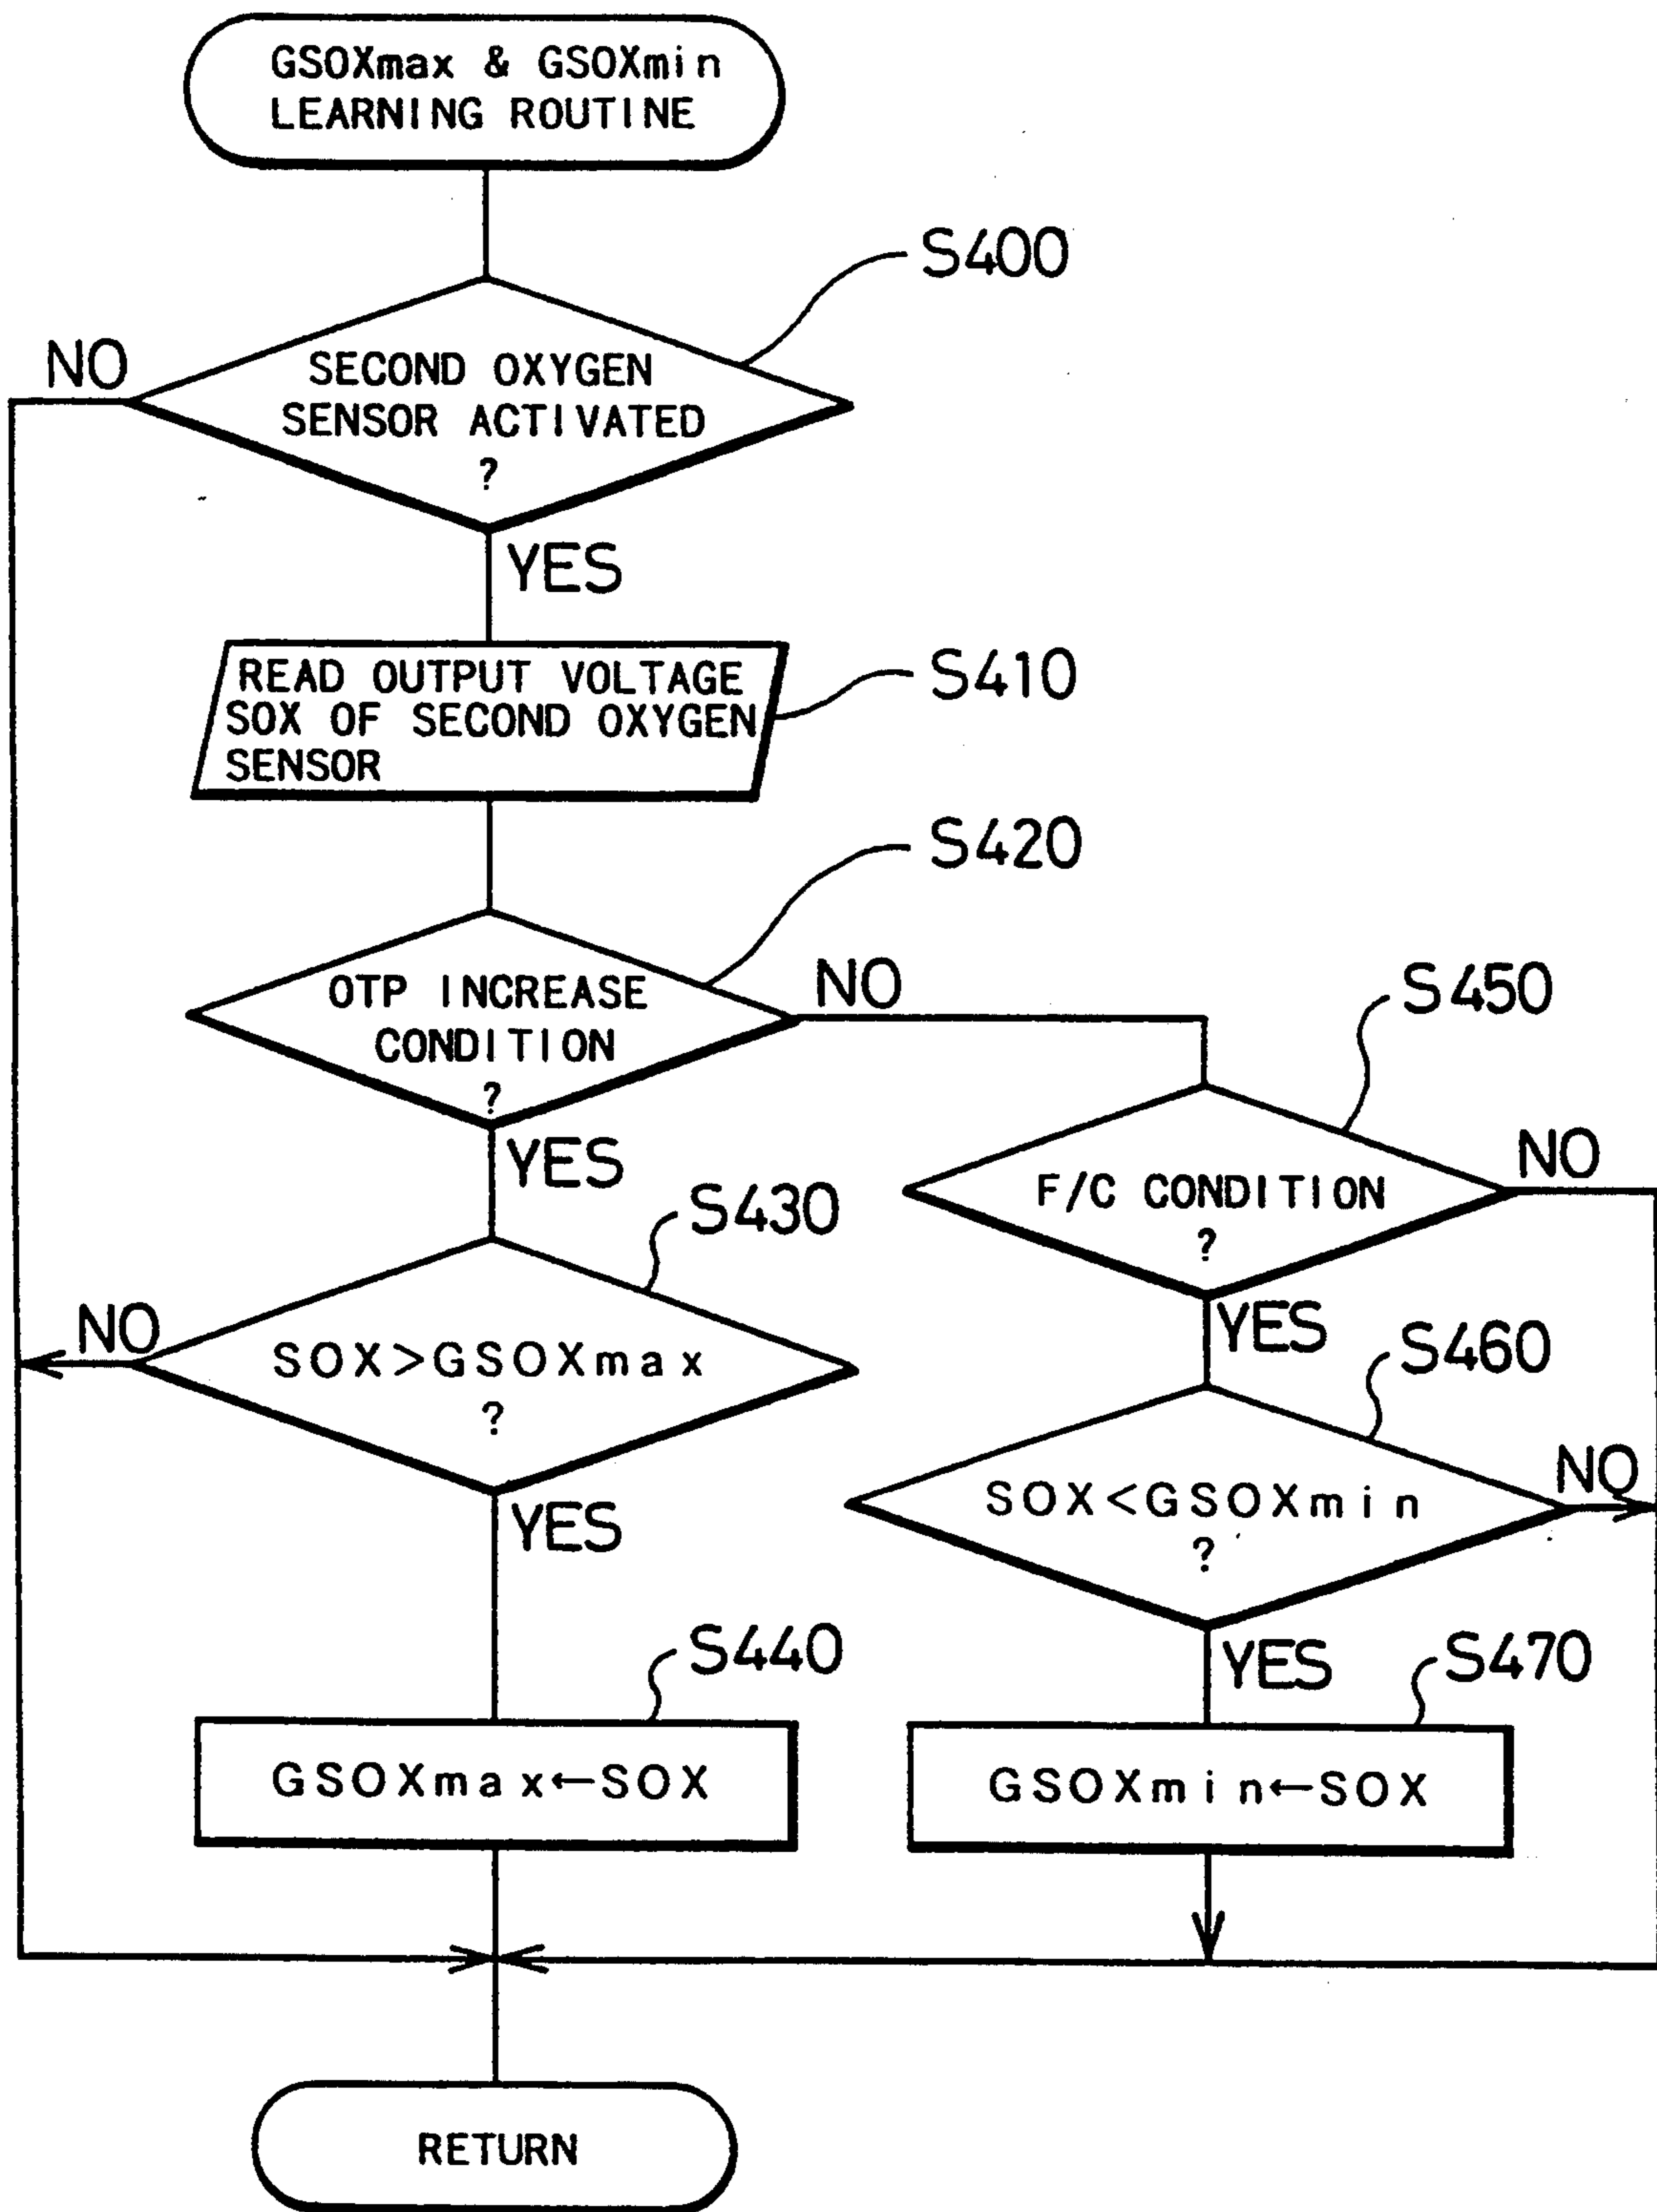 GSOXmax & GSOXmin
LEARNING ROUTINE
S400
NO
SECOND OXYGEN
SENSOR ACTIVATED
?
YES
READ OUTPUT VOLTAGE
SOX OF SECOND OXYGEN
SENSOR
S410
S420
OTP INCREASE
CONDITION
?
NO
YES
S450
F/C CONDITION
?
NO
YES
S430
NO
SOX>GSOXmax
?
YES
S460
SOX<GSOXmin
?
NO
YES
S440
GSOXmax←SOX
S470
GSOXmin←SOX
RETURN